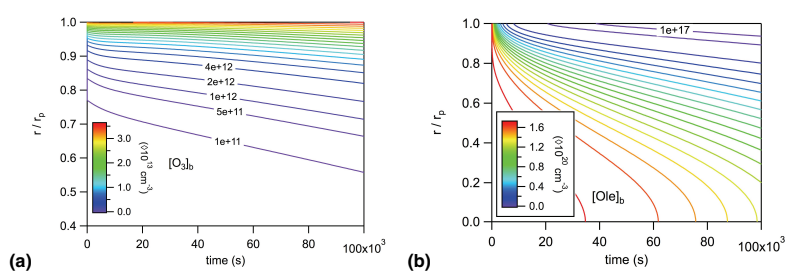 1.0
0.9
0.8
0.7
0.6
0.5
0.4
r / rp
4e+12
2e+12
1e+12
5e+11
1e+11
3.0
2.0
1.0
0.0
(◊10¹³ cm⁻³)
[O₃]b
0
20
40
60
80
100x10³
time (s)
(a)
1.0
0.8
0.6
0.4
0.2
0.0
r / rp
1e+17
1.6
1.2
0.8
0.4
0.0
(◊10²⁰ cm⁻³)
[Ole]b
0
20
40
60
80
100x10³
time (s)
(b)